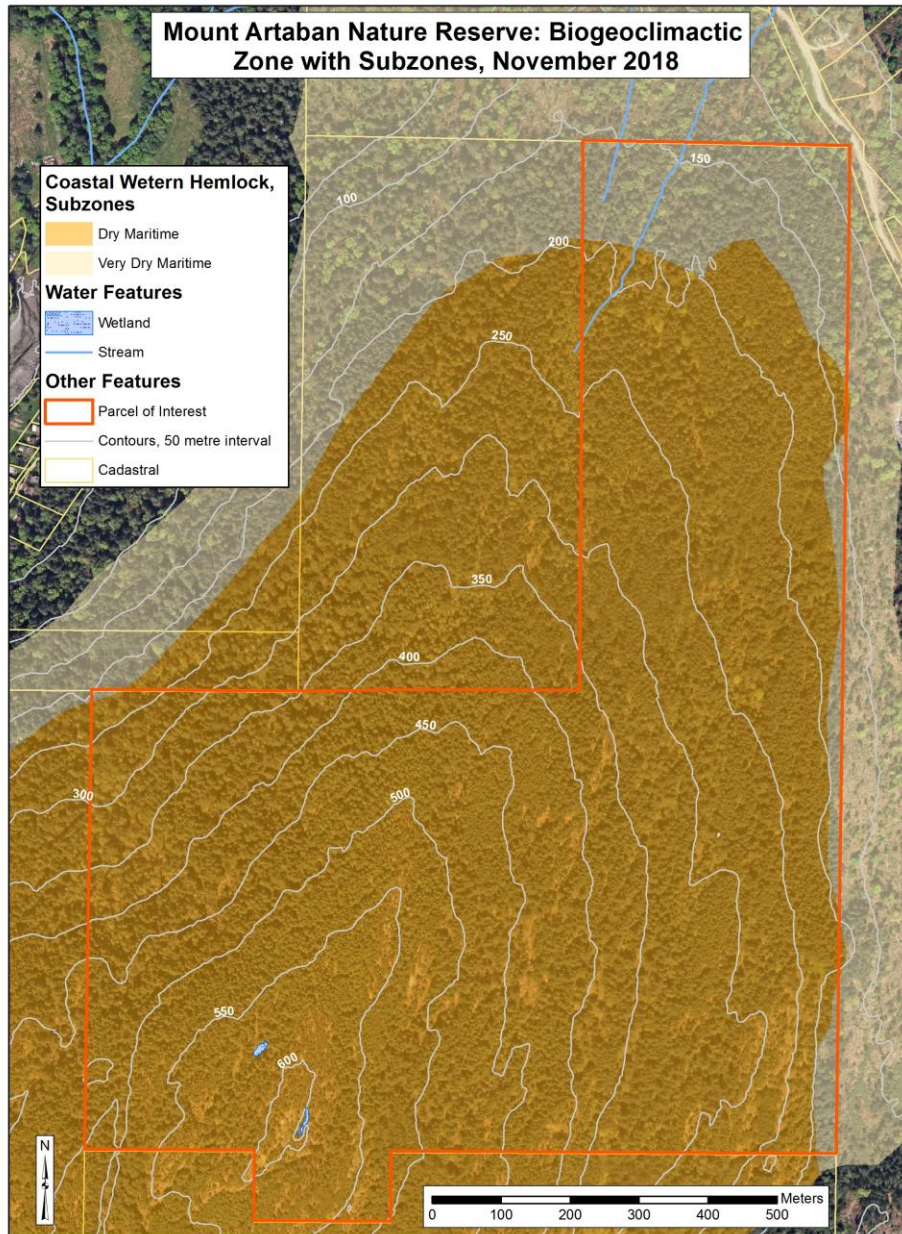 Mount Artaban Nature Reserve: Biogeoclimactic
Zone with Subzones, November 2018
Coastal Wetern Hemlock,
Subzones
Dry Maritime
Very Dry Maritime
Water Features
Wetland
Stream
Other Features
Parcel of Interest
Contours, 50 metre interval
Cadastral
150
100
200
250
350
400
450
300
500
550
600
N
Meters
0 100 200 300 400 500